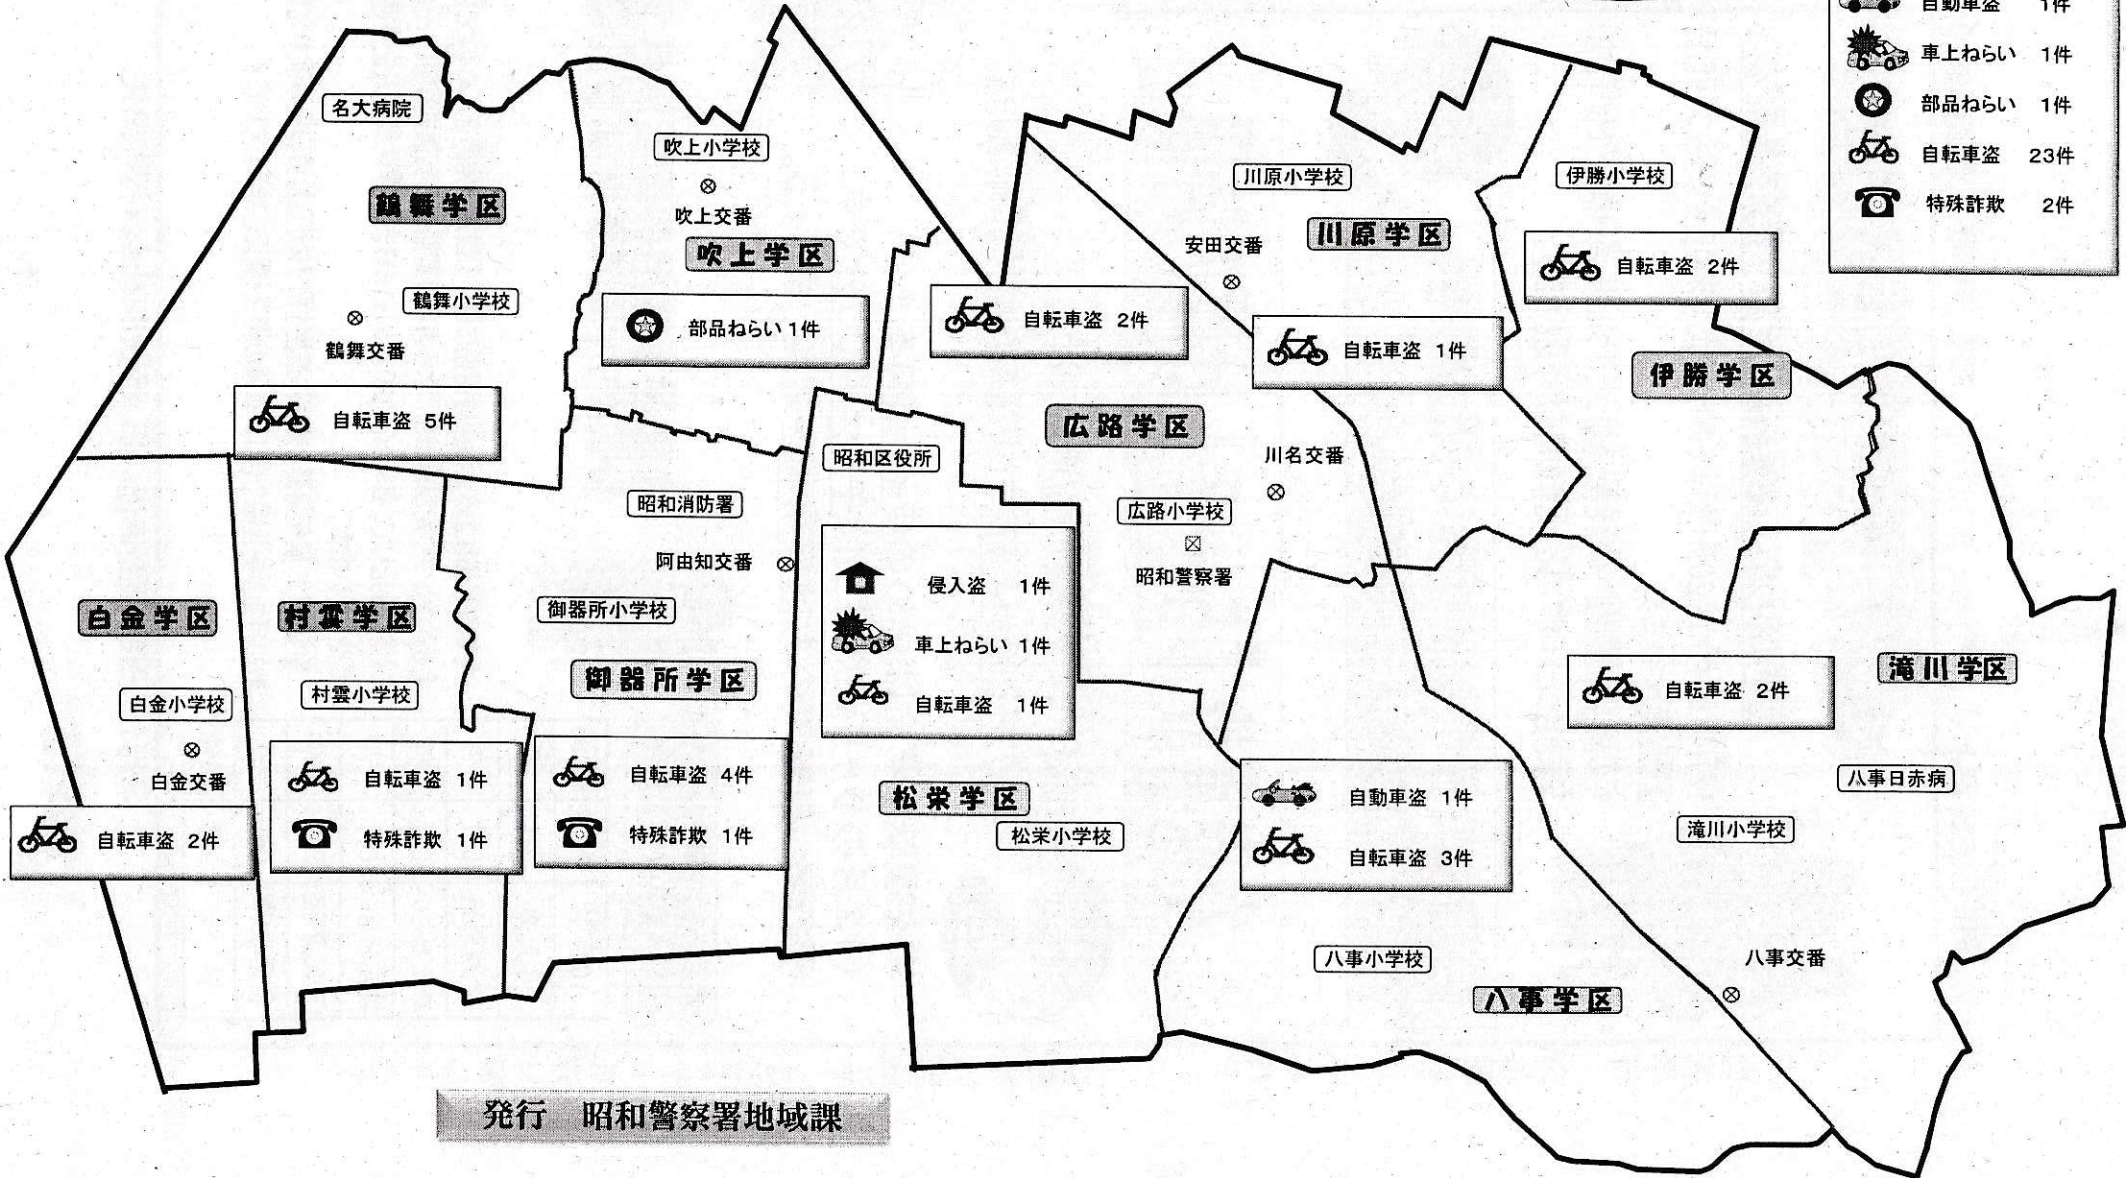 自動車盗 1件
車上ねらい 1件
部品ねらい 1件
自転車盗 23件
特殊詐欺 2件
名大病院
鶴舞学区
鶴舞小学校
鶴舞交番
自転車盗 5件
吹上小学校
吹上交番
吹上学区
部品ねらい 1件
自転車盗 2件
広路学区
川名交番
広路小学校
昭和警察署
川原小学校
川原学区
安田交番
自転車盗 1件
伊勝小学校
自転車盗 2件
伊勝学区
白金学区
白金小学校
白金交番
自転車盗 2件
村雲学区
村雲小学校
自転車盗 1件
特殊詐欺 1件
昭和消防署
阿由知交番
御器所小学校
御器所学区
自転車盗 4件
特殊詐欺 1件
昭和区役所
侵入盗 1件
車上ねらい 1件
自転車盗 1件
松栄学区
松栄小学校
自動車盗 1件
自転車盗 3件
八事小学校
八事学区
自転車盗 2件
滝川学区
八事日赤病
滝川小学校
八事交番
発行 昭和警察署地域課